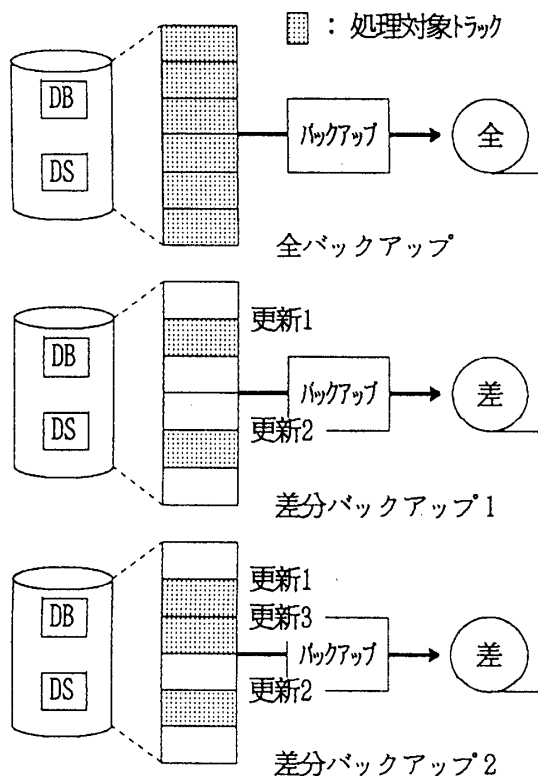 ：処理対象トラック
DB
DS
バックアップ
全
全バックアップ
更新1
DB
DS
バックアップ
差
更新2
差分バックアップ1
更新1
DB
更新3
バックアップ
差
DS
更新2
差分バックアップ2